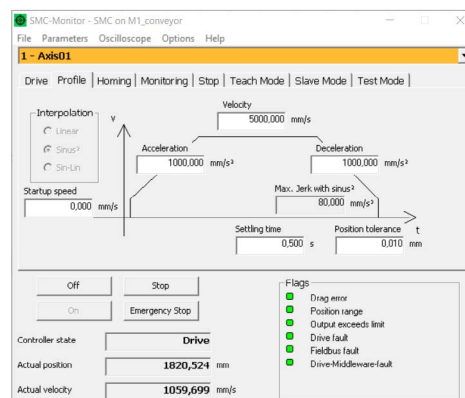 SMC-Monitor - SMC on M1_conveyor
File Parameters Oscilloscope Options Help
1 - Axis01
Drive Profile Homing Monitoring Stop Teach Mode Slave Mode Test Mode
Interpolation
Linear
Sinus²
Sin-Lin
v
Velocity
5000,000 mm/s
Acceleration
1000,000 mm/s²
Deceleration
1000,000 mm/s²
Startup speed
0,000 mm/s
Max. Jerk with sinus²
80,000 mm/s³
t
Settling time
0,500 s
Position tolerance
0,010 mm
Off Stop
On Emergency Stop
Controller state Drive
Actual position 1820,524 mm
Actual velocity 1059,699 mm/s
Flags
Drag error
Position range
Output exceeds limit
Drive fault
Fieldbus fault
Drive-Middleware-fault